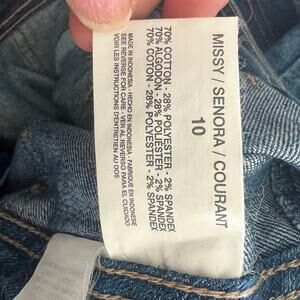 MISSY / SENORA / COURANT
10
70% COTTON - 28% POLYESTER - 2% SPANDEX
70% ALGODON - 28% POLIESTER - 2% SPANDEX
70% COTON - 28% POLYESTER - 2% SPANDEX
MADE IN INDONESIA - HECHO EN INDONESIA - FABRIQUE EN INDONESIE
SEE REVERSE FOR CARE - VER AL REVERSO PARA EL CUIDADO
VOIR LES INSTRUCTIONS D'ENTRETIEN AU DOS